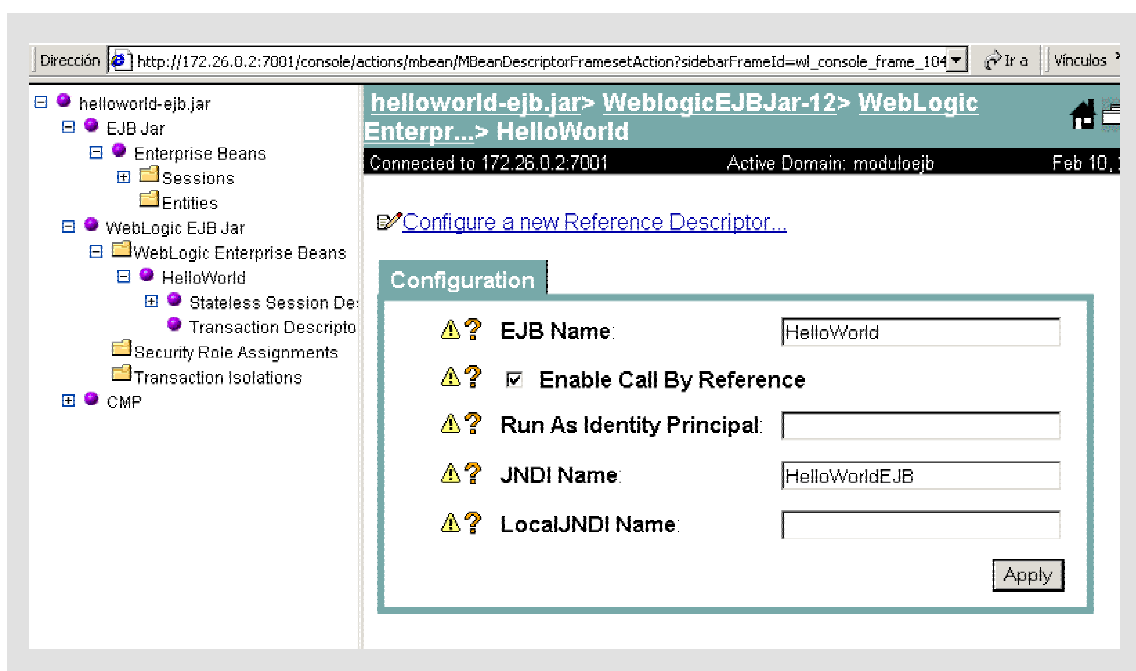 Dirección http://172.26.0.2:7001/console/actions/mbean/MBeanDescriptorFramesetAction?sidebarFrameId=wl_console_frame_104 Ir a Vínculos
helloworld-ejb.jar
EJB Jar
Enterprise Beans
Sessions
Entities
WebLogic EJB Jar
WebLogic Enterprise Beans
HelloWorld
Stateless Session De
Transaction Descripto
Security Role Assignments
Transaction Isolations
CMP
helloworld-ejb.jar> WeblogicEJBJar-12> WebLogic
Enterpr...> HelloWorld
Connected to 172.26.0.2:7001 Active Domain: moduloejb Feb 10,
Configure a new Reference Descriptor...
Configuration
EJB Name: HelloWorld
Enable Call By Reference
Run As Identity Principal:
JNDI Name: HelloWorldEJB
LocalJNDI Name:
Apply